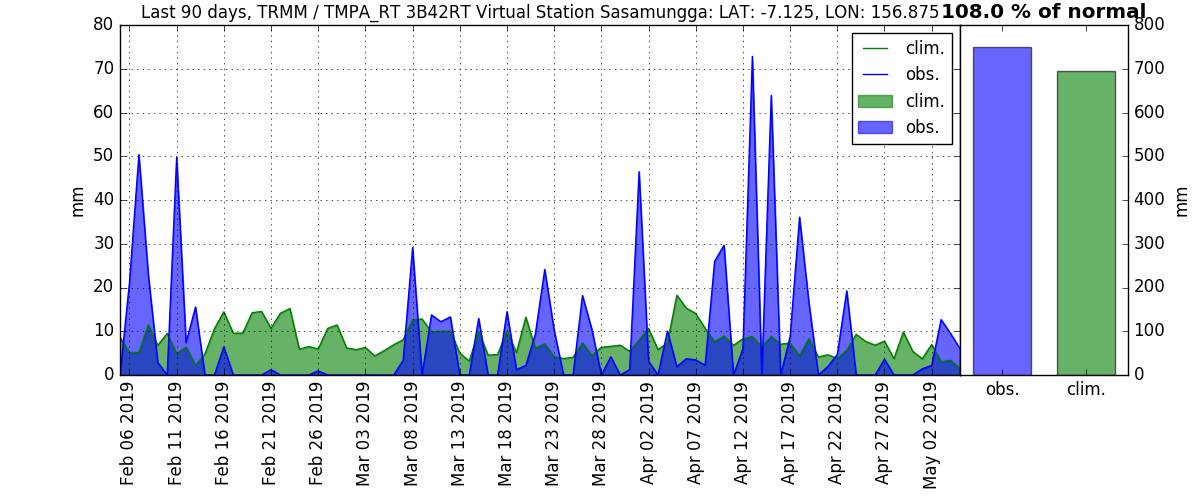 Last 90 days, TRMM / TMPA_RT 3B42RT Virtual Station Sasamungga: LAT: -7.125, LON: 156.875
108.0 % of normal
80
70
60
50
40
30
20
10
0
mm
clim.
obs.
clim.
obs.
Feb 06 2019
Feb 11 2019
Feb 16 2019
Feb 21 2019
Feb 26 2019
Mar 03 2019
Mar 08 2019
Mar 13 2019
Mar 18 2019
Mar 23 2019
Mar 28 2019
Apr 02 2019
Apr 07 2019
Apr 12 2019
Apr 17 2019
Apr 22 2019
Apr 27 2019
May 02 2019
800
700
600
500
400
300
200
100
0
mm
obs.
clim.